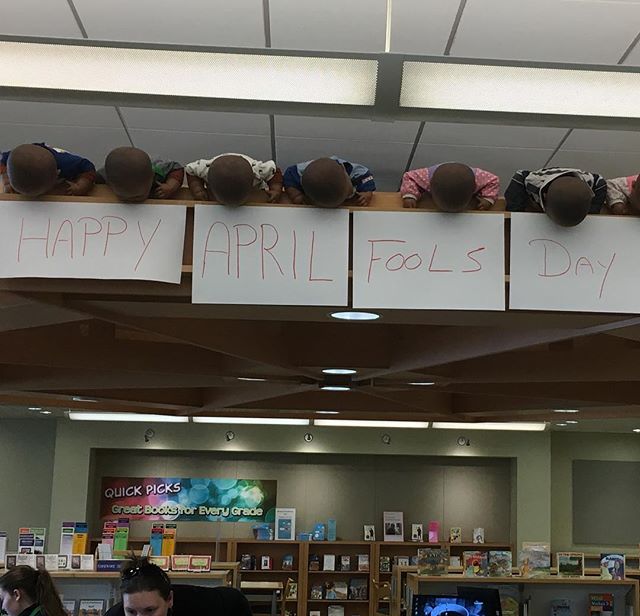 HAPPY APRIL FOOLS DAY
QUICK PICKS
Great Books for Every Grade